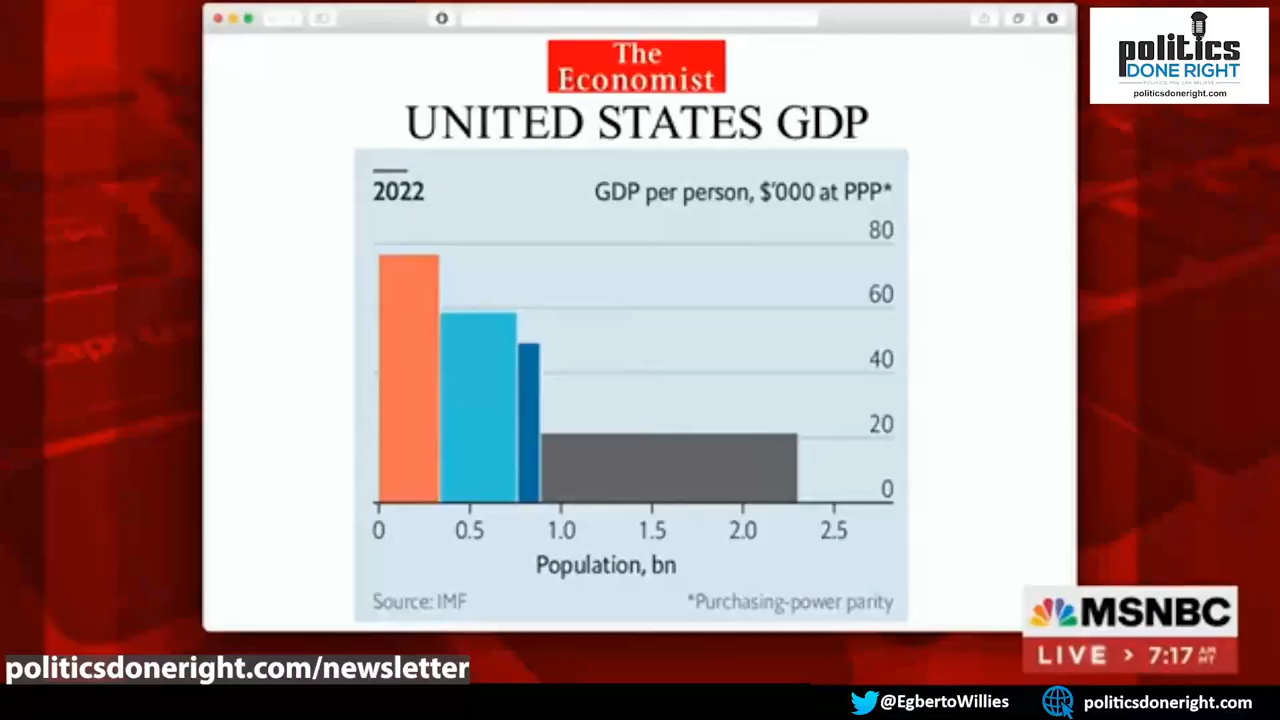 The
Economist
UNITED STATES GDP
2022
GDP per person, $'000 at PPP*
80
60
40
20
0
0 0.5 1.0 1.5 2.0 2.5
Population, bn
Source: IMF
*Purchasing-power parity
politics
DONE RIGHT
politicsdoneright.com
MSNBC
LIVE > 7:17 AM
MT
politicsdoneright.com/newsletter
@EgbertoWillies
politicsdoneright.com